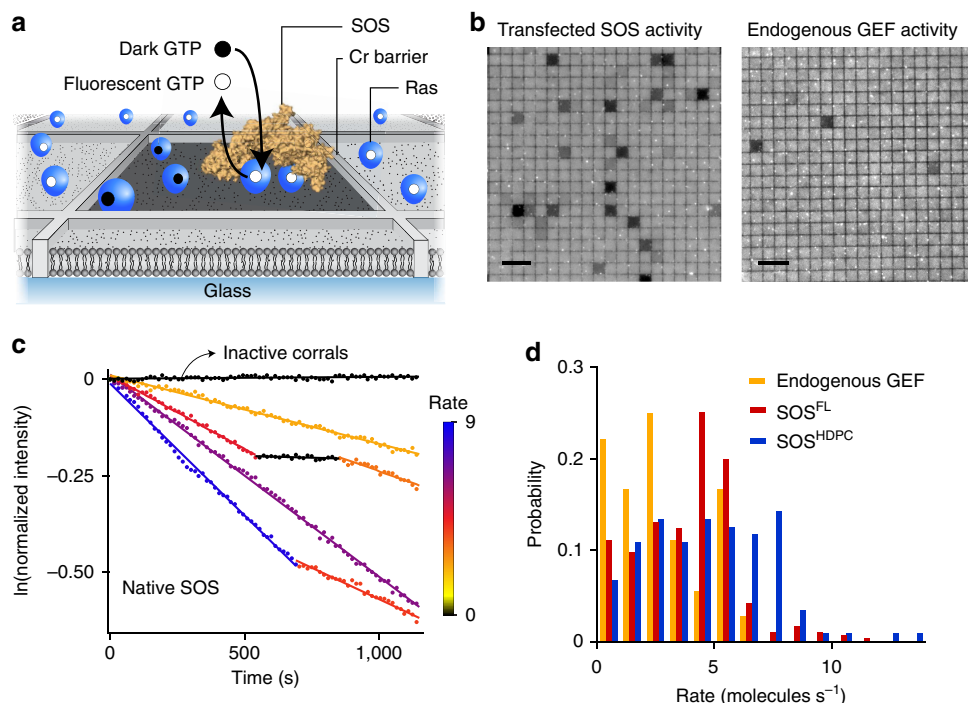 a
SOS
Dark GTP
Cr barrier
Fluorescent GTP
Ras
Glass
b
Transfected SOS activity
Endogenous GEF activity
c
Inactive corrals
0
−0.25
−0.50
ln(normalized intensity)
Native SOS
Rate
9
0
0
500
1,000
Time (s)
d
0.3
0.2
0.1
0
Probability
Endogenous GEF
SOS^FL
SOS^HDPC
0
5
10
Rate (molecules s⁻¹)